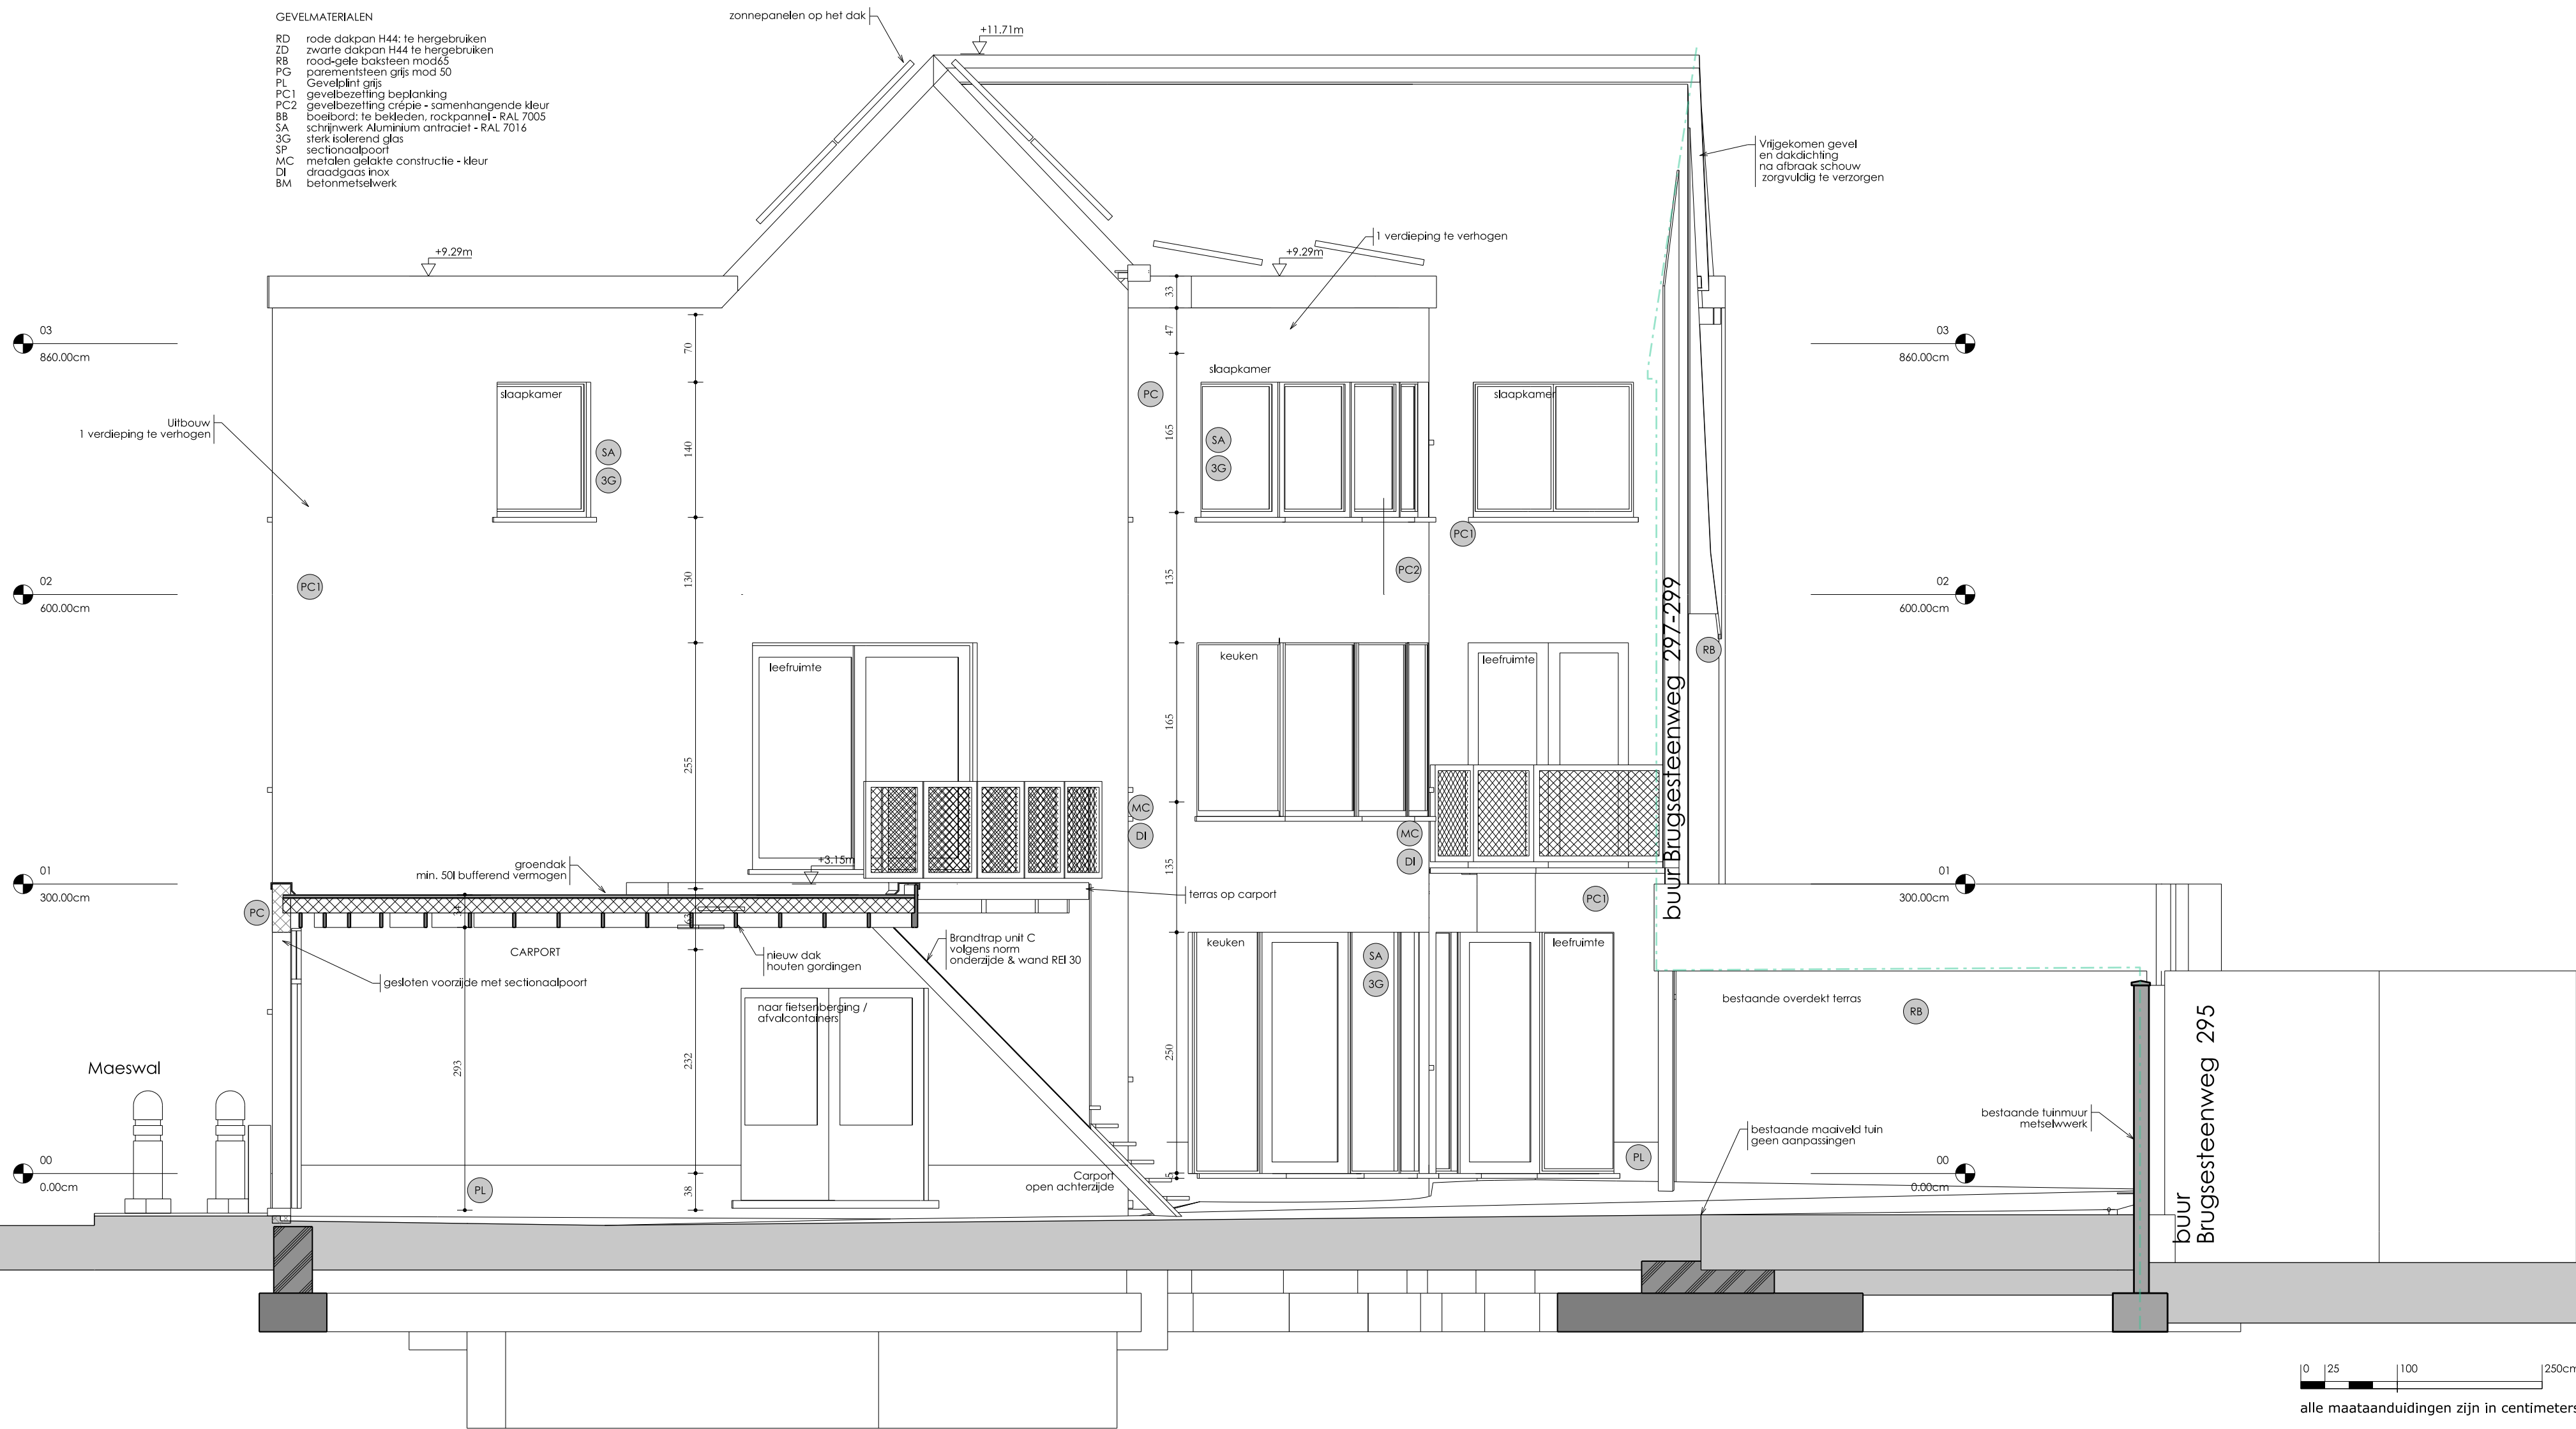 GEVELMATERIALEN
RD rode dakpan H44: te hergebruiken
ZD zwarte dakpan H44 te hergebruiken
RB rood-gele baksteen mod65
PG parementsteen grijs mod 50
PL Gevelplint grijs
PC1 gevelbezetting beplanking
PC2 gevelbezetting crépie - samenhangende kleur
BB boeibord: te bekleden, rockpannel - RAL 7005
SA schrijnwerk Aluminium antraciet - RAL 7016
3G sterk isolerend glas
SP sectionaalpoort
MC metalen gelakte constructie - kleur
DI draadgaas inox
BM betonmetselwerk
zonnepanelen op het dak
+11.71m
Vrijgekomen gevel
en dakdichting
na afbraak schouw
zorgvuldig te verzorgen
+9.29m
1 verdieping te verhogen
+9.29m
33
47
70
03
860.00cm
03
860.00cm
slaapkamer
slaapkamer
slaapkamer
PC
Uitbouw
1 verdieping te verhogen
SA
3G
140
165
SA
3G
PC1
PC2
PC1
130
135
02
600.00cm
02
600.00cm
buur Brugsesteenweg 297-299
RB
leefruimte
keuken
leefruimte
255
165
MC
DI
MC
DI
135
+3.15m
groendak
min. 50l bufferend vermogen
01
300.00cm
01
300.00cm
terras op carport
PC
PC1
34
63
CARPORT
nieuw dak
houten gordingen
Brandtrap unit C
volgens norm
onderzijde & wand REI 30
gesloten voorzijde met sectionaalpoort
keuken
leefruimte
SA
3G
naar fietsenberging /
afvalcontainers
bestaande overdekt terras
RB
293
232
250
Maeswal
bestaande maaiveld tuin
geen aanpassingen
bestaande tuinmuur
metselwwerk
buur
Brugsesteenweg 295
00
0.00cm
00
0.00cm
PL
PL
38
5
Carport
open achterzijde
0 25 100 250cm
alle maataanduidingen zijn in centimeters